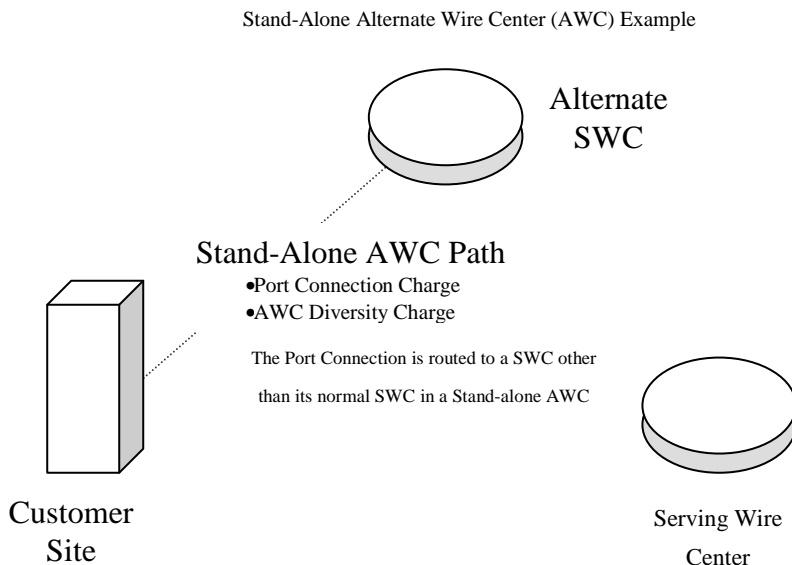 Stand-Alone Alternate Wire Center (AWC) Example
Alternate
SWC
Stand-Alone AWC Path
•Port Connection Charge
•AWC Diversity Charge
The Port Connection is routed to a SWC other
than its normal SWC in a Stand-alone AWC
Customer
Site
Serving Wire
Center